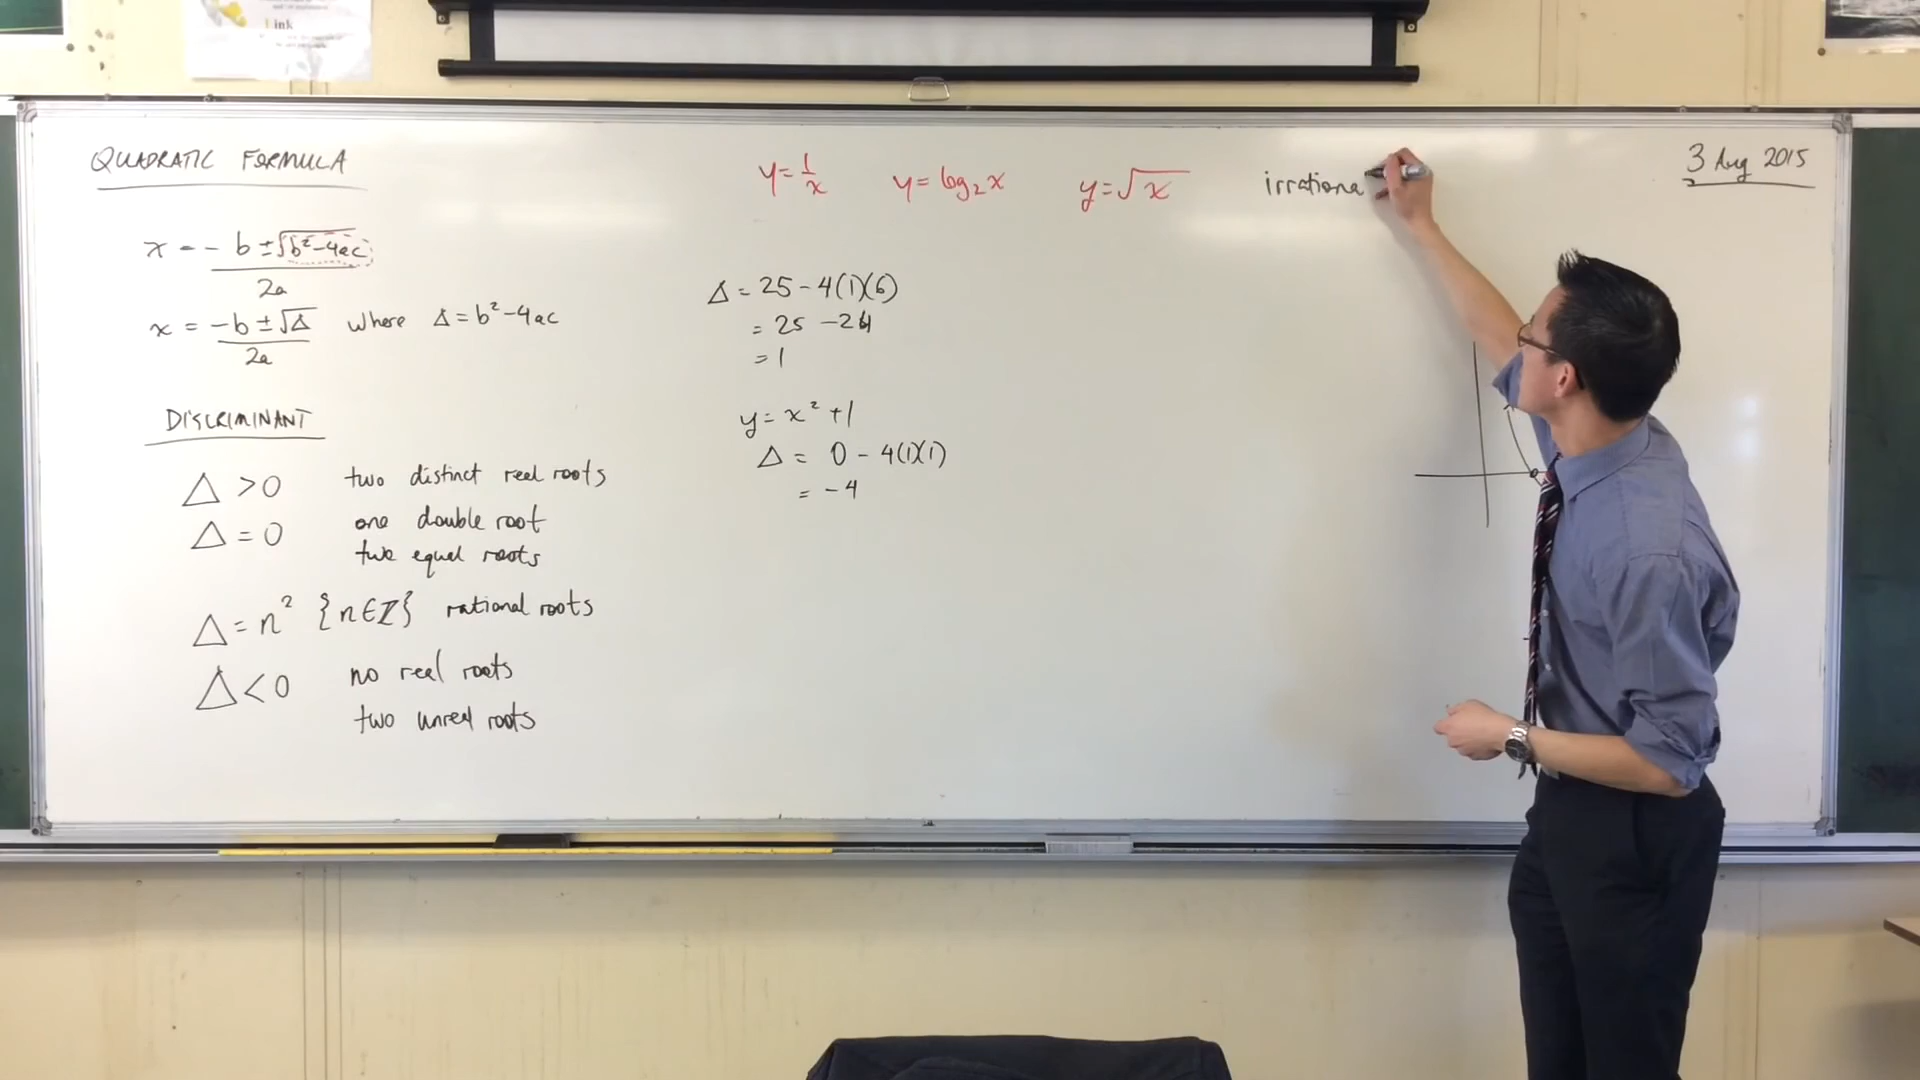 Link
QUADRATIC FORMULA
x = - b ± √b² - 4ac
2a
x = -b ± √Δ where Δ = b² - 4ac
2a
DISCRIMINANT
Δ > 0 two distinct real roots
Δ = 0 one double root
two equal roots
Δ = n² {n ∈ Z} rational roots
Δ < 0 no real roots
two unreal roots
y = 1/x y = log₂x y = √x irrationa
Δ = 25 - 4(1)(6)
= 25 - 24
= 1
y = x² + 1
Δ = 0 - 4(1)(1)
= -4
3 Aug 2015